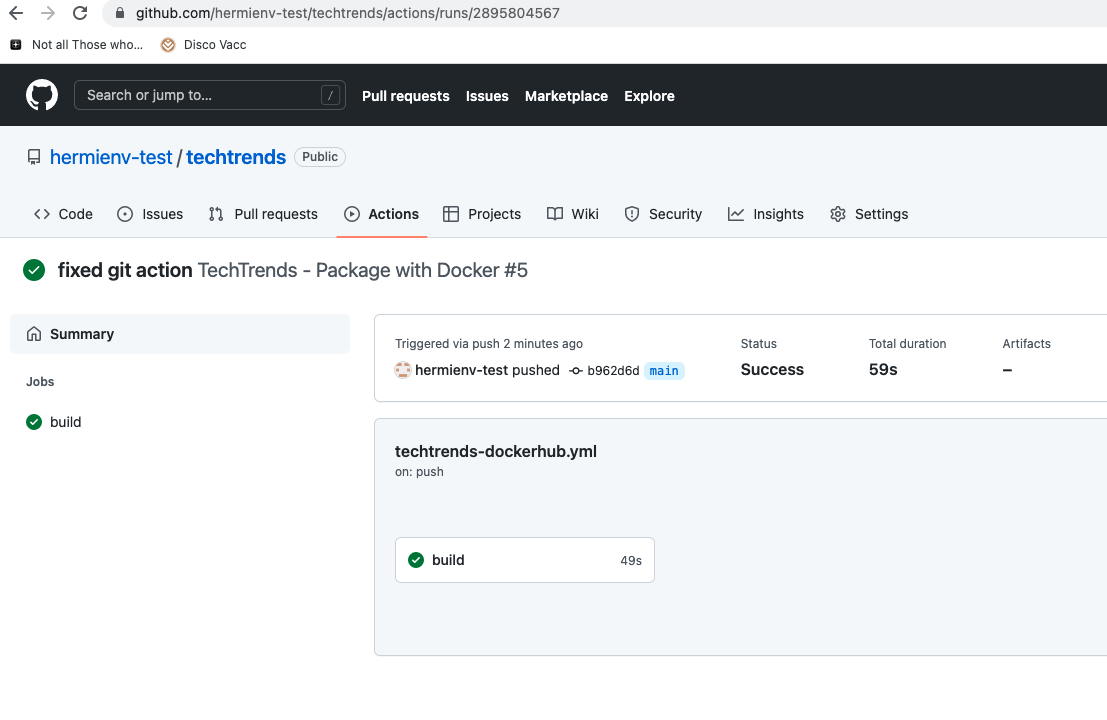 github.com/hermienv-test/techtrends/actions/runs/2895804567
Not all Those who... Disco Vacc
Search or jump to... / Pull requests Issues Marketplace Explore
hermienv-test / techtrends Public
Code Issues Pull requests Actions Projects Wiki Security Insights Settings
fixed git action TechTrends - Package with Docker #5
Summary
Jobs
build
Triggered via push 2 minutes ago Status Total duration Artifacts
hermienv-test pushed b962d6d main Success 59s –
techtrends-dockerhub.yml
on: push
build 49s